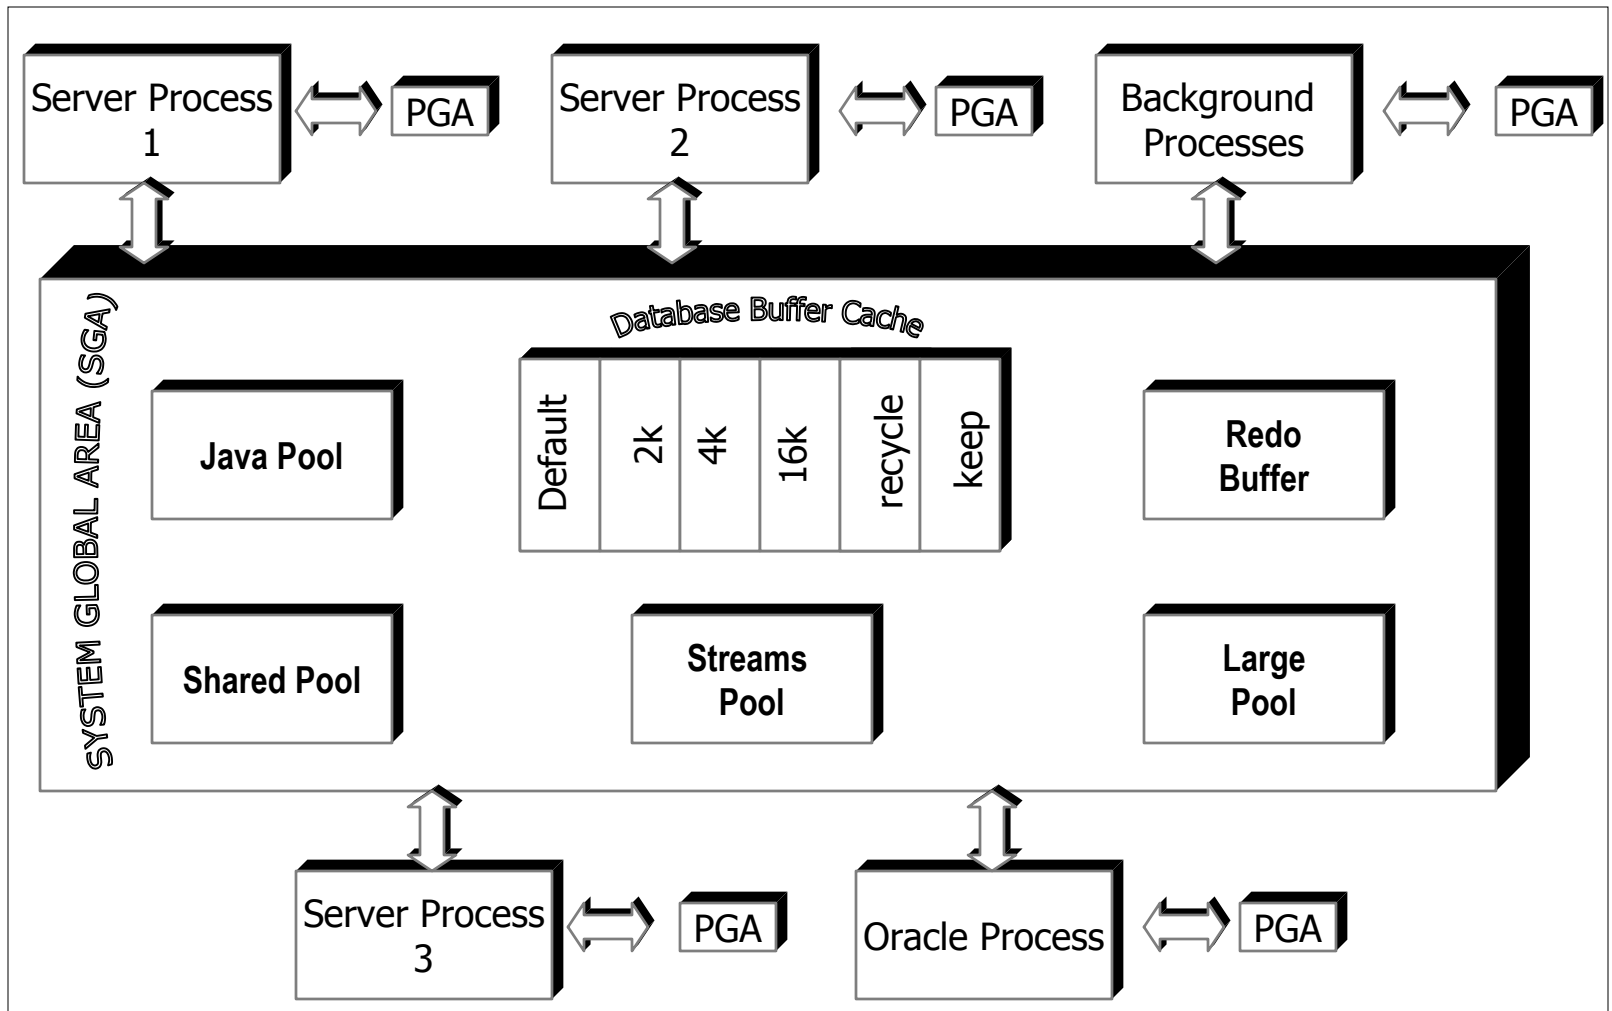 Server Process
1
PGA
Server Process
2
PGA
Background
Processes
PGA
SYSTEM GLOBAL AREA (SGA)
Database Buffer Cache
Java Pool
Default
2k
4k
16k
recycle
keep
Redo
Buffer
Shared Pool
Streams
Pool
Large
Pool
Server Process
3
PGA
Oracle Process
PGA